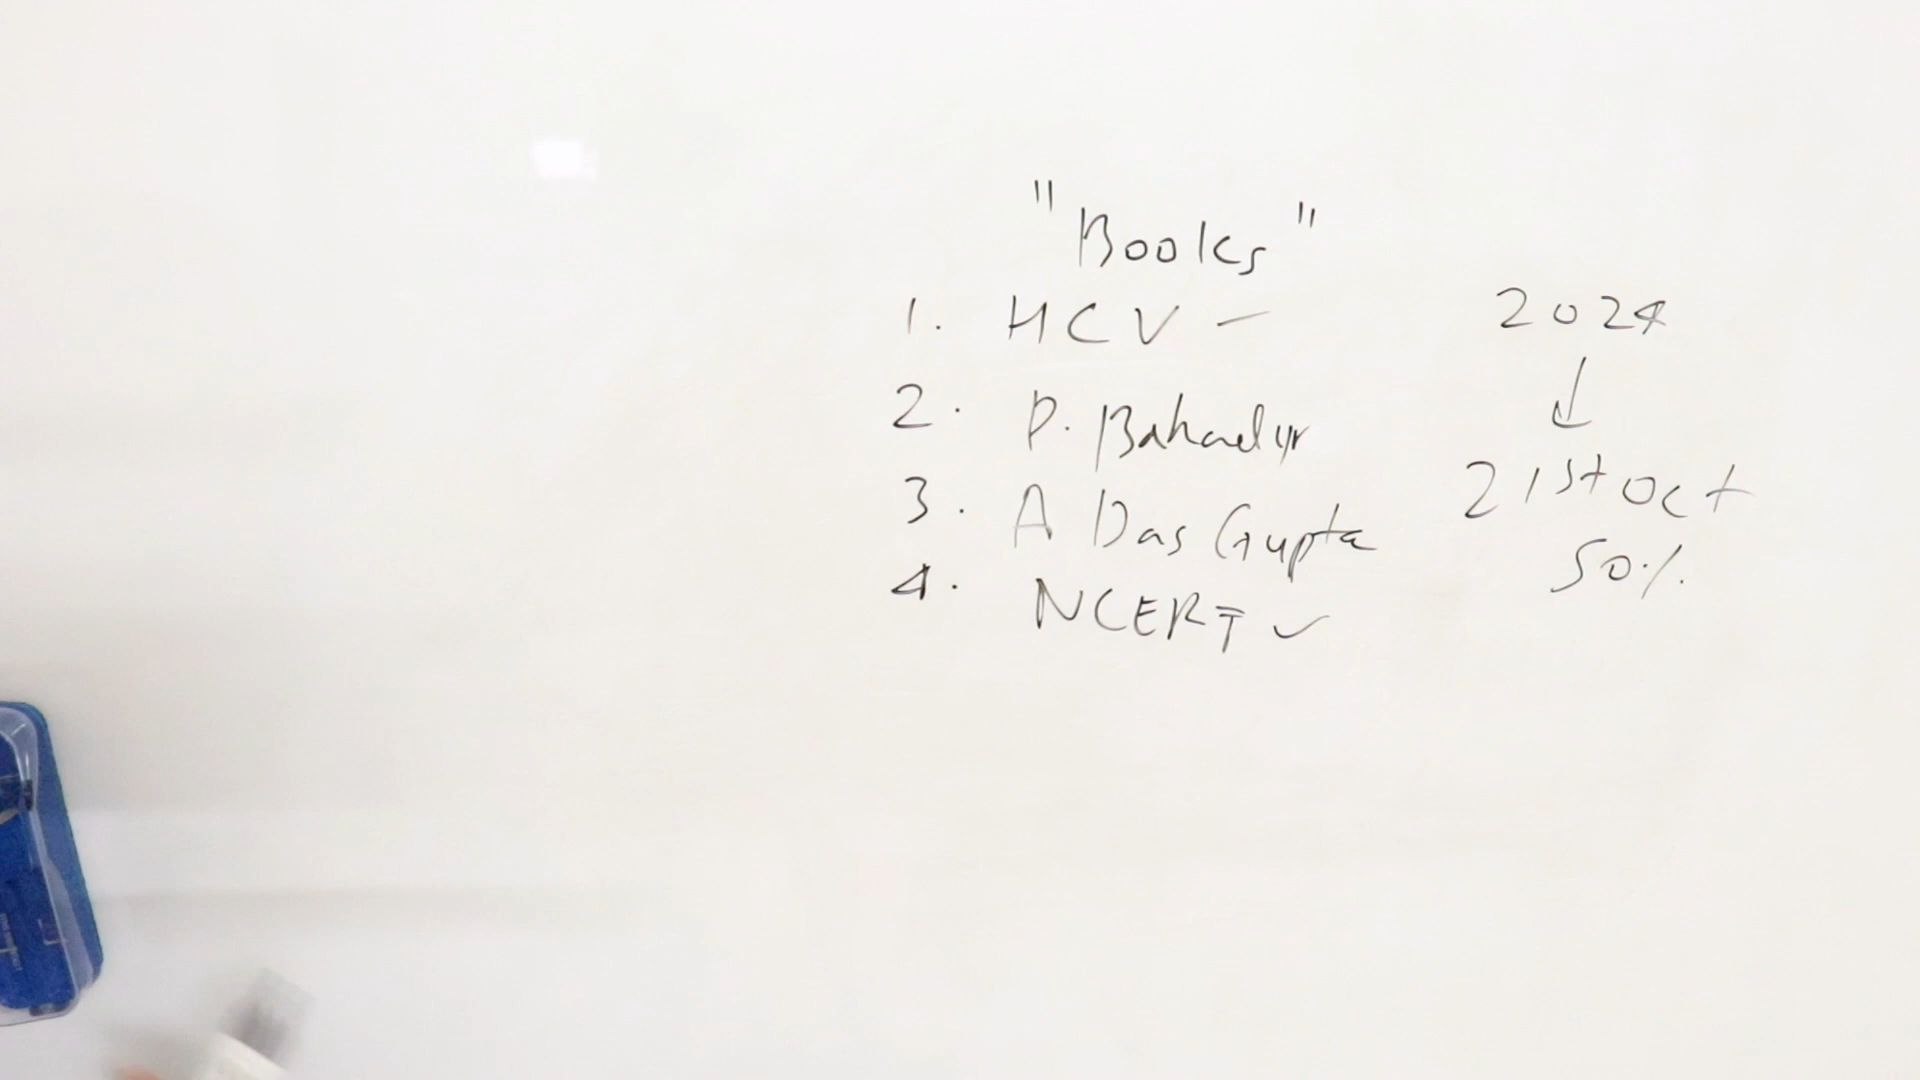 "Books"
1. HCV -
2. P. Bahadur
3. A Das Gupta
4. NCERT ✓
2024
↓
21st Oct
50%